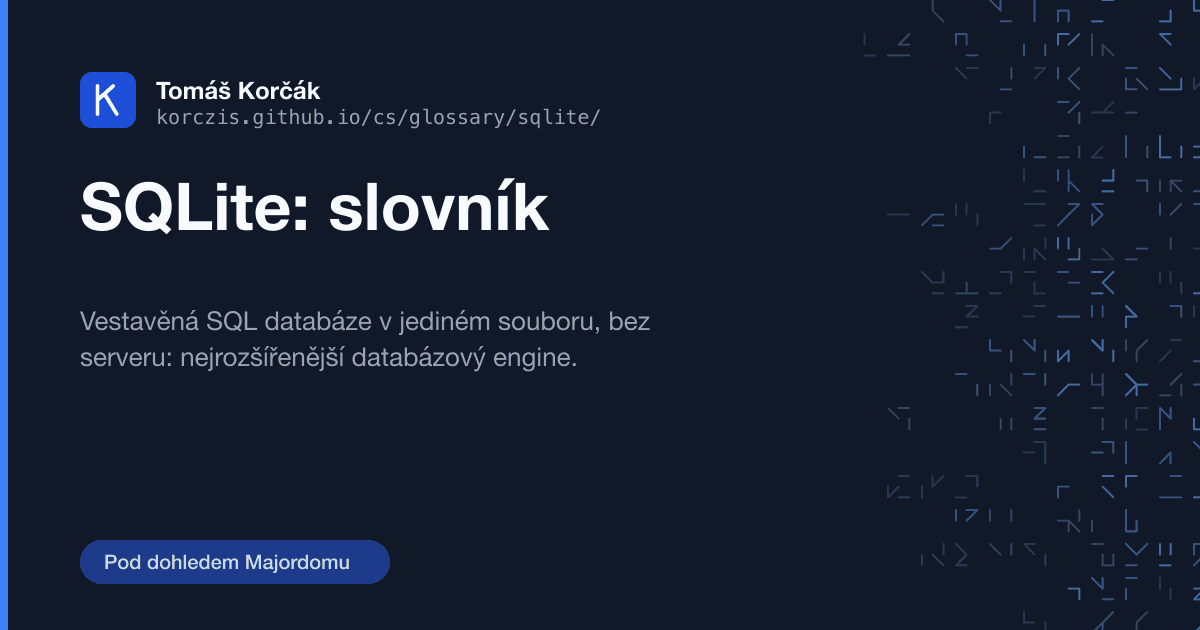 K
Tomáš Korčák
korczis.github.io/cs/glossary/sqlite/
SQLite: slovník
Vestavěná SQL databáze v jediném souboru, bez
serveru: nejrozšířenější databázový engine.
Pod dohledem Majordomu